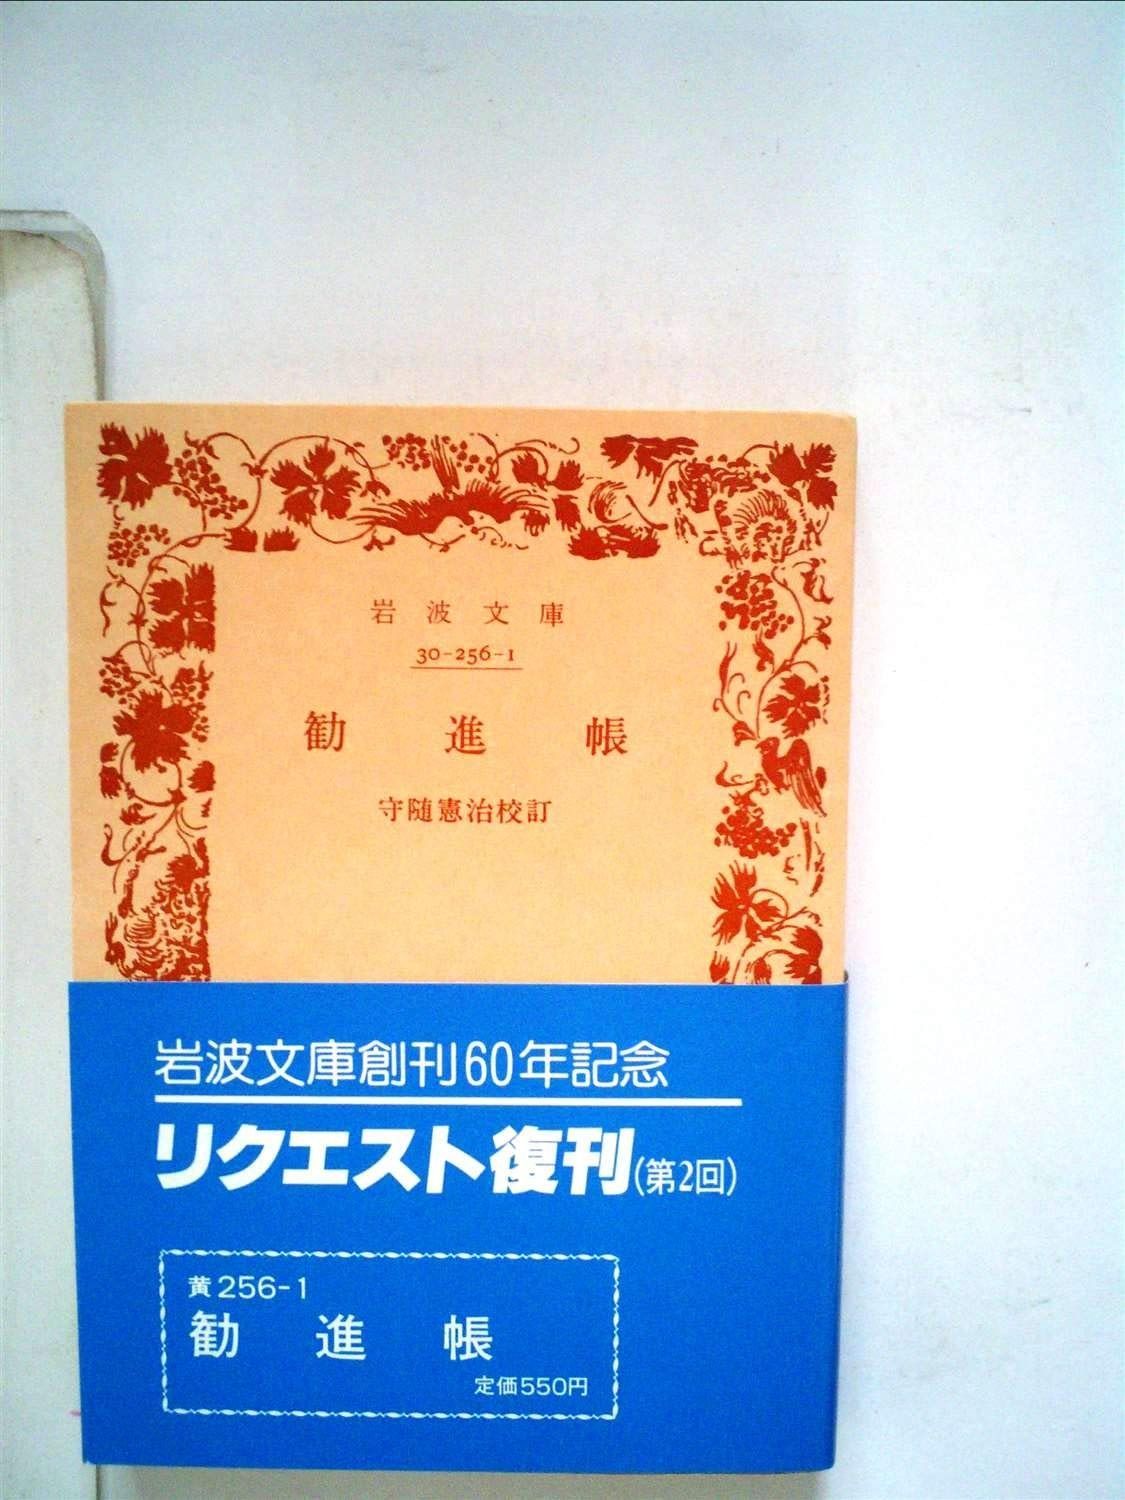 岩波文庫
30-256-1
勧進帳
守随憲治校訂
岩波文庫創刊60年記念
リクエスト復刊(第2回)
黄256-1
勧進帳
定価550円